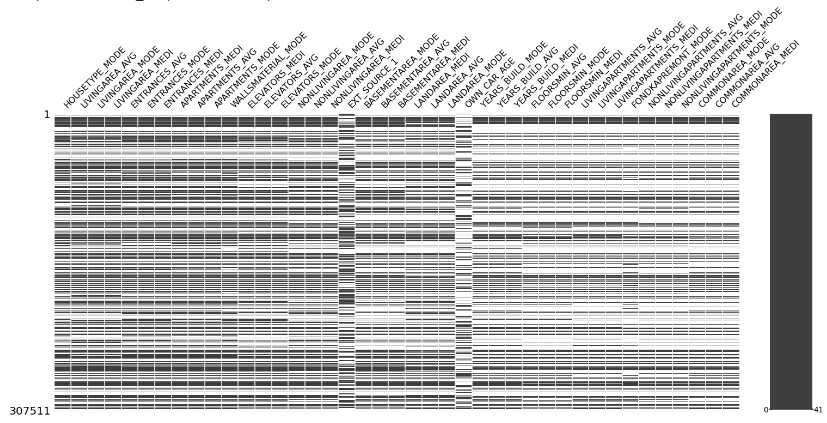 HOUSETYPE_MODE
LIVINGAREA_AVG
LIVINGAREA_MODE
LIVINGAREA_MEDI
ENTRANCES_AVG
ENTRANCES_MODE
ENTRANCES_MEDI
APARTMENTS_MEDI
APARTMENTS_AVG
APARTMENTS_MODE
WALLSMATERIAL_MODE
ELEVATORS_MEDI
ELEVATORS_AVG
ELEVATORS_MODE
NONLIVINGAREA_MODE
NONLIVINGAREA_AVG
NONLIVINGAREA_MEDI
EXT_SOURCE_1
BASEMENTAREA_MODE
BASEMENTAREA_AVG
BASEMENTAREA_MEDI
LANDAREA_MEDI
LANDAREA_AVG
LANDAREA_MODE
OWN_CAR_AGE
YEARS_BUILD_MODE
YEARS_BUILD_AVG
YEARS_BUILD_MEDI
FLOORSMIN_AVG
FLOORSMIN_MODE
FLOORSMIN_MEDI
LIVINGAPARTMENTS_MODE
LIVINGAPARTMENTS_AVG
LIVINGAPARTMENTS_MEDI
FONDKAPREMONT_MODE
NONLIVINGAPARTMENTS_AVG
NONLIVINGAPARTMENTS_MEDI
NONLIVINGAPARTMENTS_MODE
COMMONAREA_MODE
COMMONAREA_AVG
COMMONAREA_MEDI
1
307511
0
41